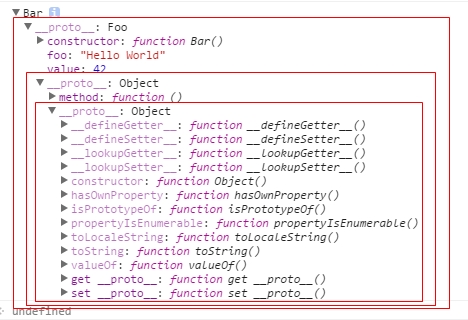 ▼ Bar i
▼ __proto__: Foo
▶ constructor: function Bar()
foo: "Hello World"
value: 42
▼ __proto__: Object
▶ method: function ()
▼ __proto__: Object
▶ __defineGetter__: function __defineGetter__()
▶ __defineSetter__: function __defineSetter__()
▶ __lookupGetter__: function __lookupGetter__()
▶ __lookupSetter__: function __lookupSetter__()
▶ constructor: function Object()
▶ hasOwnProperty: function hasOwnProperty()
▶ isPrototypeOf: function isPrototypeOf()
▶ propertyIsEnumerable: function propertyIsEnumerable()
▶ toLocaleString: function toLocaleString()
▶ toString: function toString()
▶ valueOf: function valueOf()
▶ get __proto__: function get __proto__()
▶ set __proto__: function set __proto__()
undefined